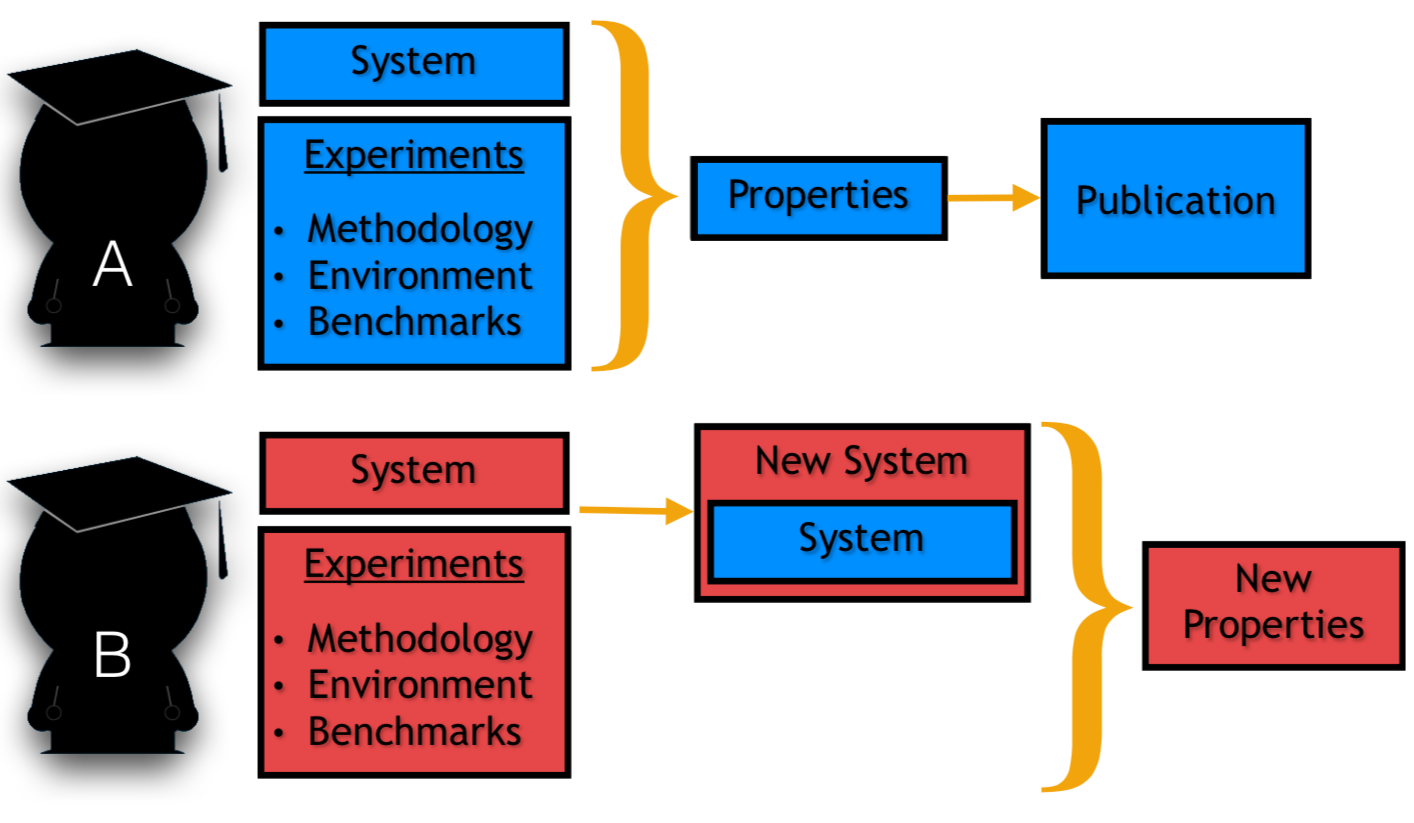 A
System
Experiments
• Methodology
• Environment
• Benchmarks
Properties
Publication
B
System
Experiments
• Methodology
• Environment
• Benchmarks
New System
System
New
Properties